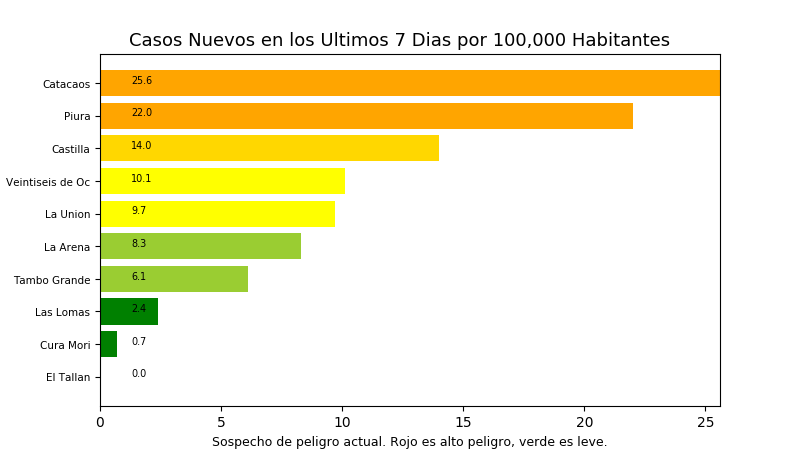 Casos Nuevos en los Ultimos 7 Dias por 100,000 Habitantes
Catacaos 25.6
Piura 22.0
Castilla 14.0
Veintiseis de Oc 10.1
La Union 9.7
La Arena 8.3
Tambo Grande 6.1
Las Lomas 2.4
Cura Mori 0.7
El Tallan 0.0
0 5 10 15 20 25
Sospecho de peligro actual. Rojo es alto peligro, verde es leve.